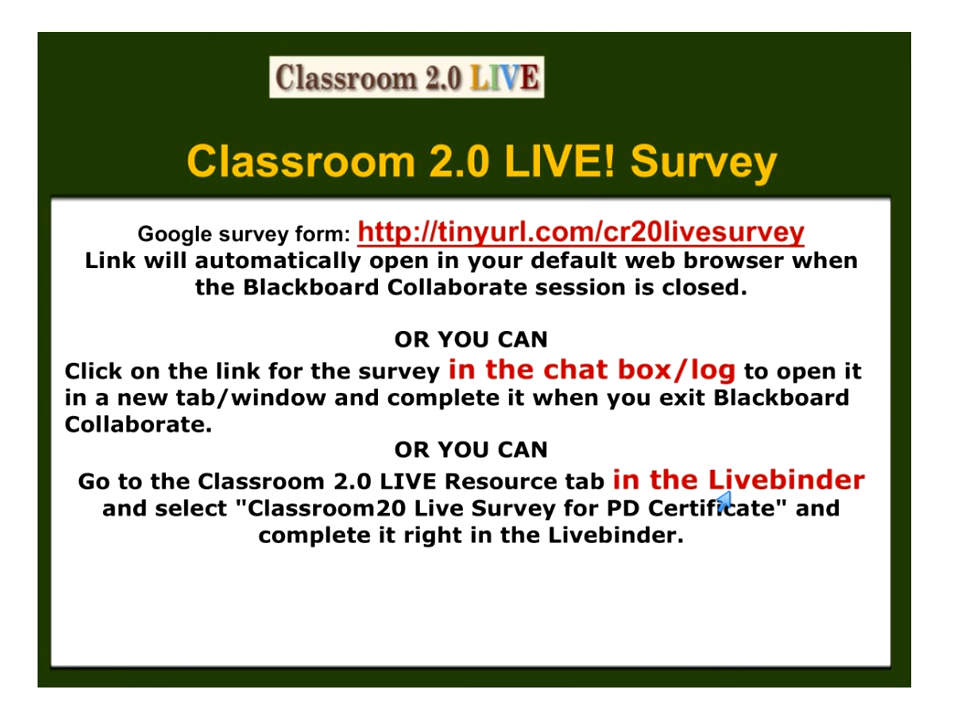 Classroom 2.0 LIVE
Classroom 2.0 LIVE! Survey
Google survey form: http://tinyurl.com/cr20livesurvey
Link will automatically open in your default web browser when
the Blackboard Collaborate session is closed.
OR YOU CAN
Click on the link for the survey in the chat box/log to open it
in a new tab/window and complete it when you exit Blackboard
Collaborate.
OR YOU CAN
Go to the Classroom 2.0 LIVE Resource tab in the Livebinder
and select "Classroom20 Live Survey for PD Certificate" and
complete it right in the Livebinder.